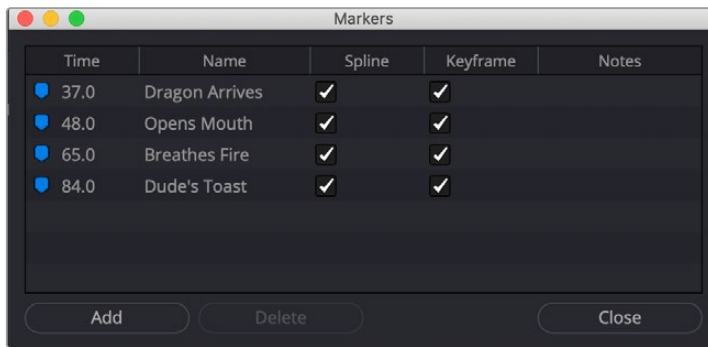 Markers
Time Name Spline Keyframe Notes
37.0 Dragon Arrives
48.0 Opens Mouth
65.0 Breathes Fire
84.0 Dude's Toast
Add Delete Close